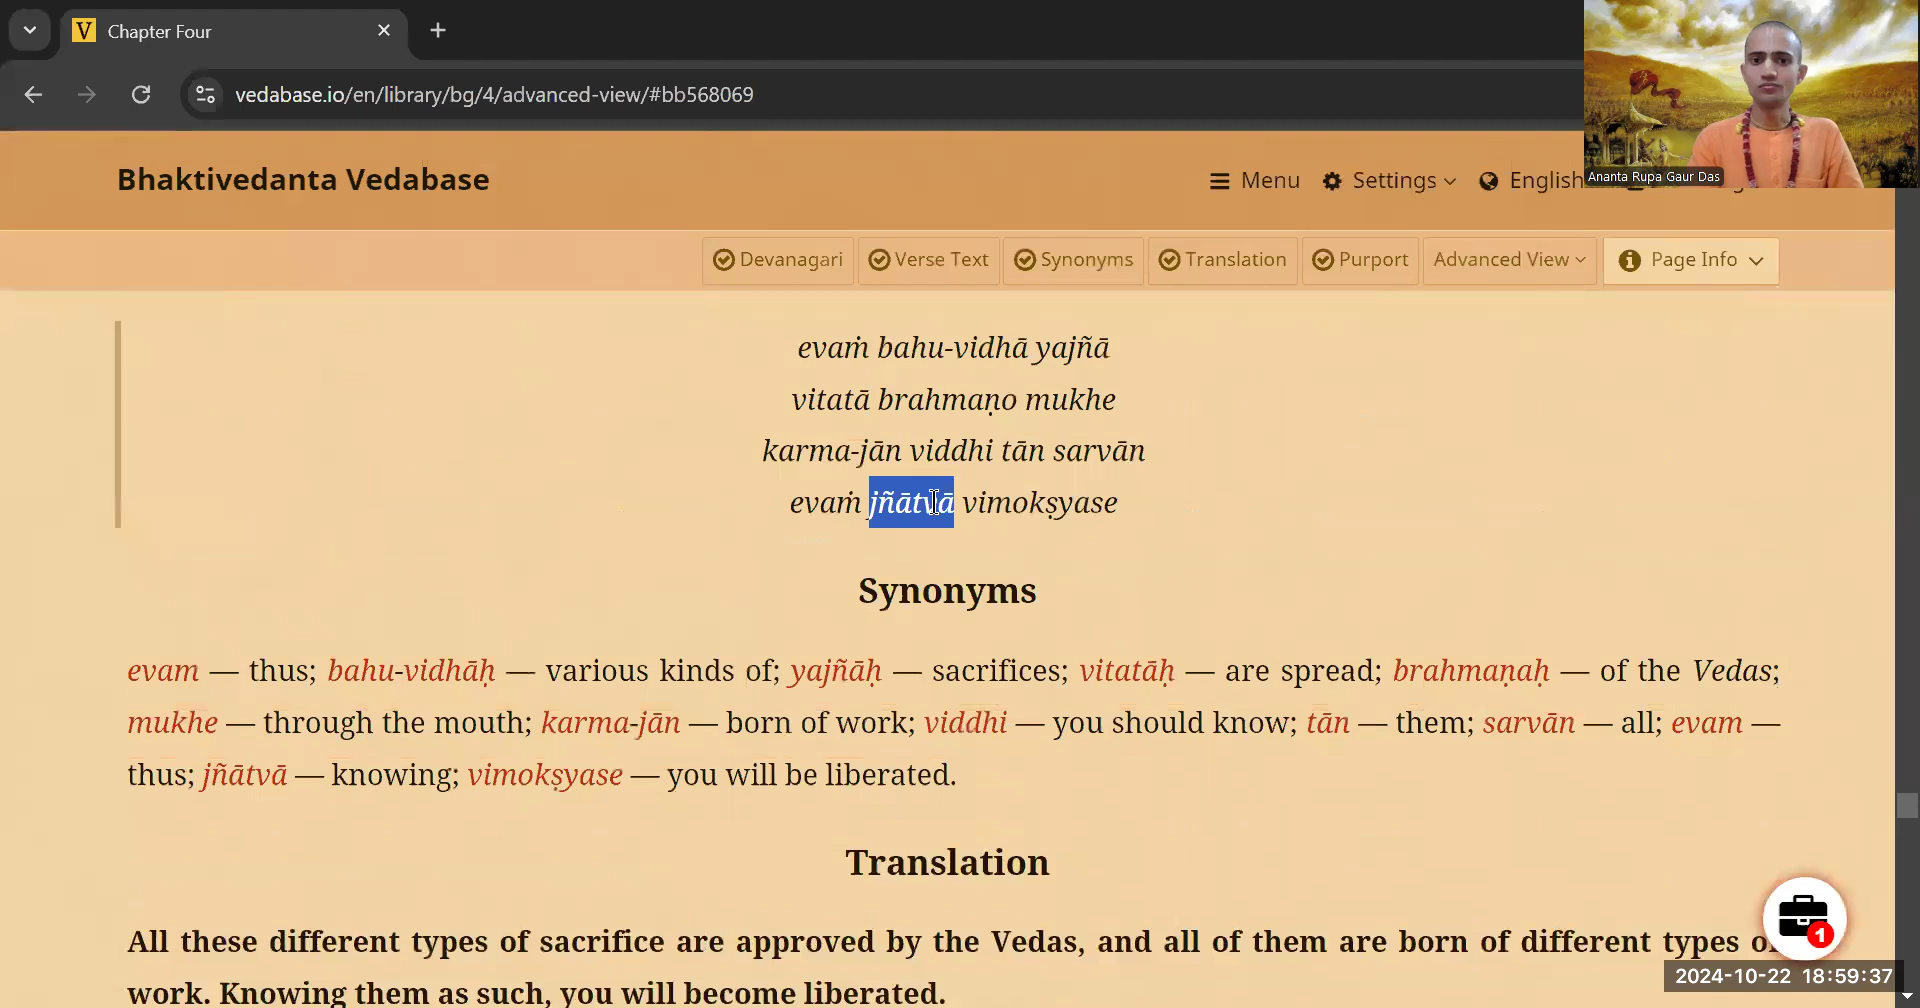 Chapter Four
vedabase.io/en/library/bg/4/advanced-view/#bb568069
Ananta Rupa Gaur Das
Bhaktivedanta Vedabase
Menu Settings English
Devanagari Verse Text Synonyms Translation Purport Advanced View Page Info
evaṁ bahu-vidhā yajñā
vitatā brahmaṇo mukhe
karma-jān viddhi tān sarvān
evaṁ jñātvā vimokṣyase
Synonyms
evam — thus; bahu-vidhāḥ — various kinds of; yajñāḥ — sacrifices; vitatāḥ — are spread; brahmaṇaḥ — of the Vedas;
mukhe — through the mouth; karma-jān — born of work; viddhi — you should know; tān — them; sarvān — all; evam —
thus; jñātvā — knowing; vimokṣyase — you will be liberated.
Translation
All these different types of sacrifice are approved by the Vedas, and all of them are born of different types of
work. Knowing them as such, you will become liberated.
1
2024-10-22 18:59:37